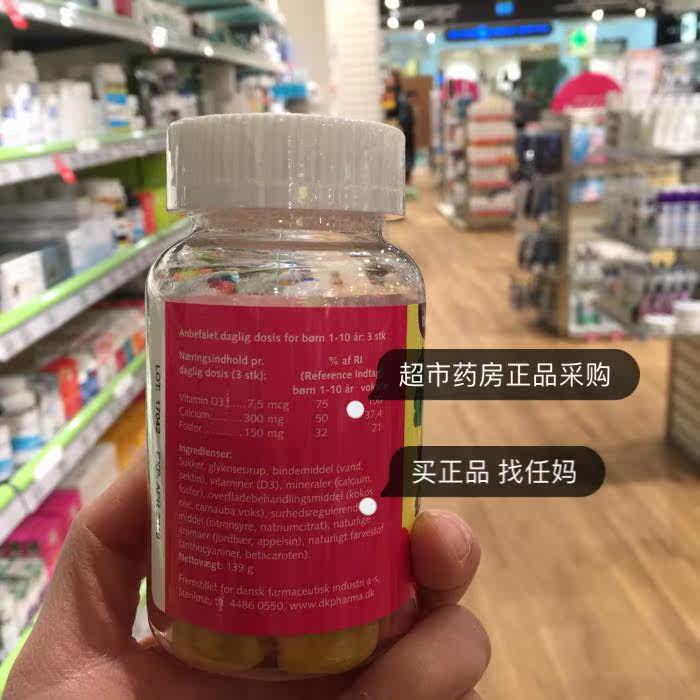 Anbefalet daglig dosis for børn 1-10 år: 3 stk
Næringsindhold pr. % af RI
daglig dosis (3 stk): (Reference Indtag)
børn 1-10 år
Vitamin D3 7,5 mcg 75
Calcium 300 mg 50 37,4
Fosfor 150 mg 32 21
Ingredienser:
Sukker, glykosesirup, bindemiddel (vand,
pektin), vitaminer (D3), mineraler (calcium,
fosfor), overfladebehandlingsmiddel (kokos
olie, carnauba voks), surhedsregulerende
middel (citronsyre, natriumcitrat), naturlige
aromaer (jordbær, appelsin), naturligt farvestof
(anthocyaniner, betacaroten).
Nettovægt: 139 g
Fremstillet for dansk farmaceutisk industri a-s,
Stenløse, tlf. 4486 0550, www.dkpharma.dk
LOT. 17042 EXP. APR
超市药房正品采购
买正品 找任妈